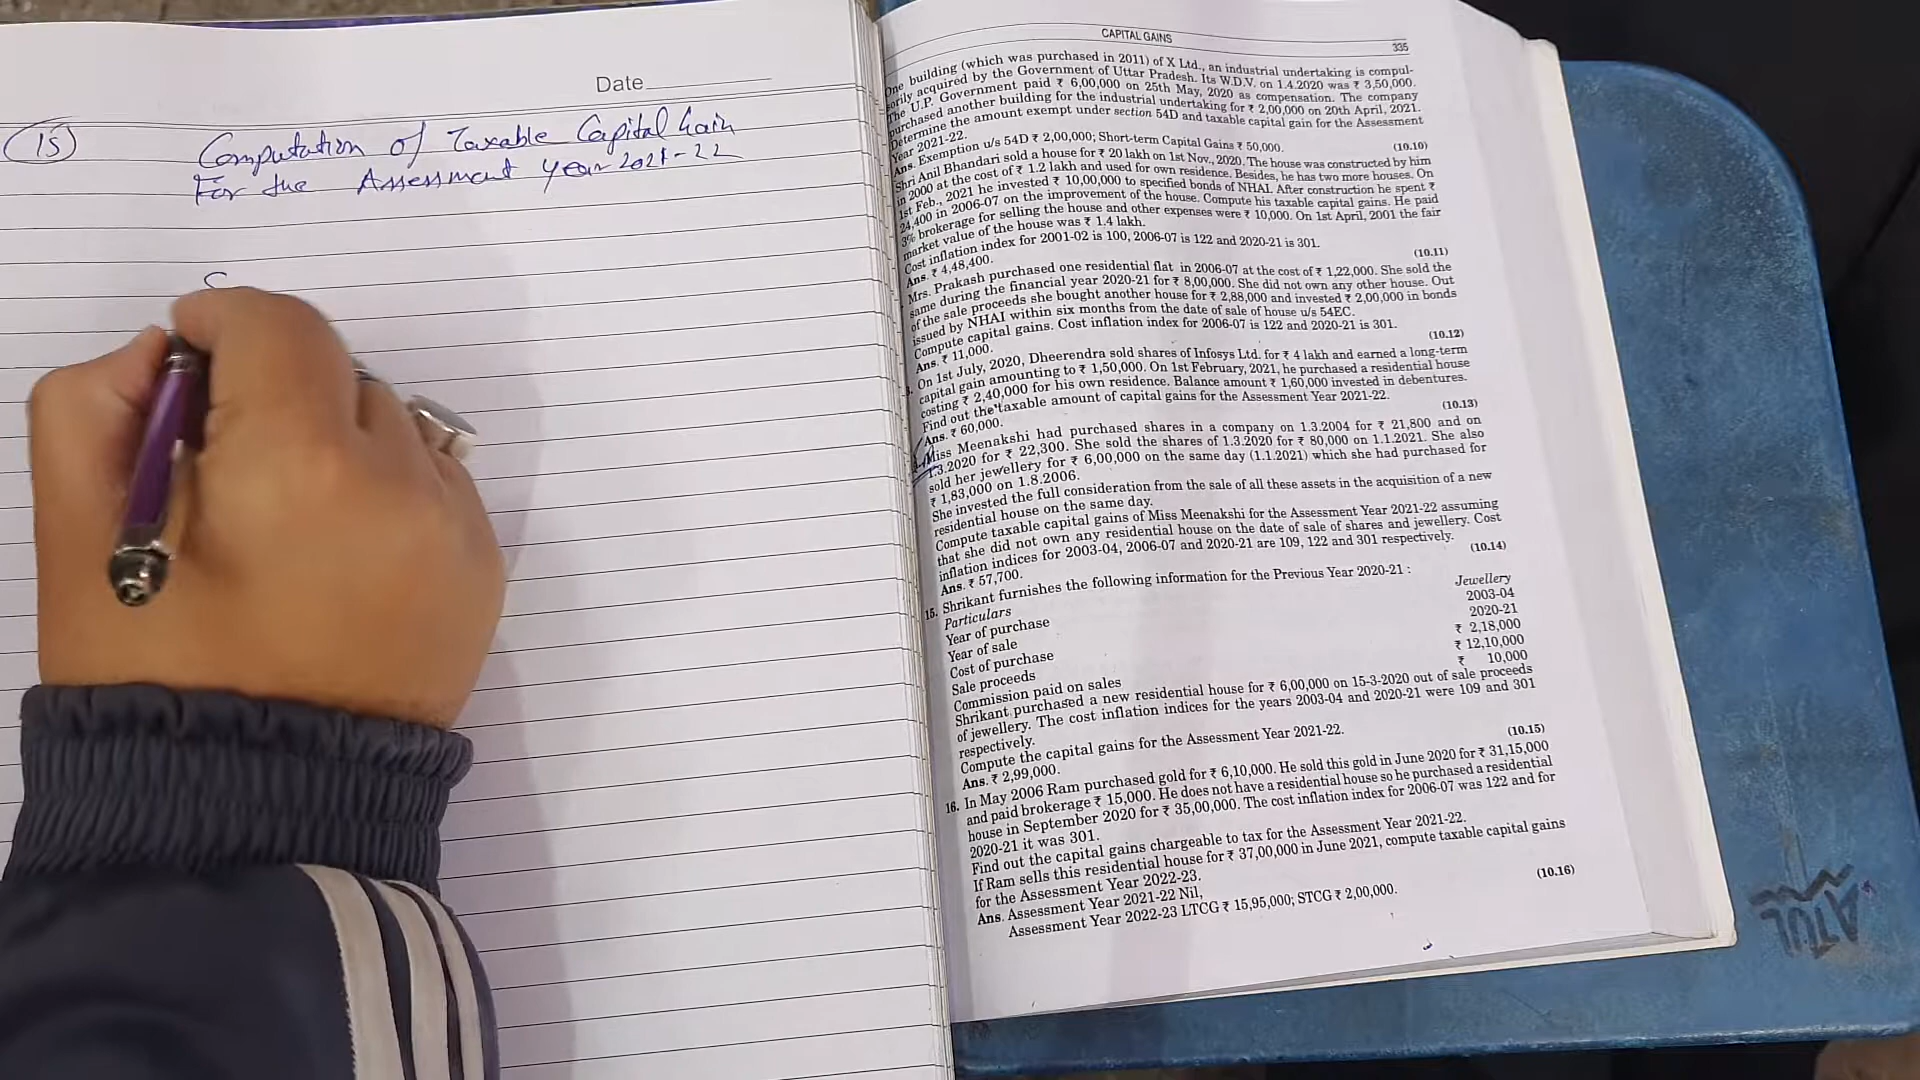 Date
15
Computation of Taxable Capital Gain
For the Assessment year 2021-22
S
CAPITAL GAINS
335
One building (which was purchased in 2011) of X Ltd., an industrial undertaking is compul-
sorily acquired by the Government of Uttar Pradesh. Its W.D.V. on 1.4.2020 was ₹ 3,50,000.
The U.P. Government paid ₹ 6,00,000 on 25th May, 2020 as compensation. The company
purchased another building for the industrial undertaking for ₹ 2,00,000 on 20th April, 2021.
Determine the amount exempt under section 54D and taxable capital gain for the Assessment
Year 2021-22.
(10.10)
Ans. Exemption u/s 54D ₹ 2,00,000; Short-term Capital Gains ₹ 50,000.
Shri Anil Bhandari sold a house for ₹ 20 lakh on 1st Nov., 2020. The house was constructed by him
in 2000 at the cost of ₹ 1.2 lakh and used for own residence. Besides, he has two more houses. On
1st Feb., 2021 he invested ₹ 10,00,000 to specified bonds of NHAI. After construction he spent ₹
24,400 in 2006-07 on the improvement of the house. Compute his taxable capital gains. He paid
3% brokerage for selling the house and other expenses were ₹ 10,000. On 1st April, 2001 the fair
market value of the house was ₹ 1.4 lakh.
Cost inflation index for 2001-02 is 100, 2006-07 is 122 and 2020-21 is 301.
Ans. ₹ 4,48,400.
(10.11)
Mrs. Prakash purchased one residential flat in 2006-07 at the cost of ₹ 1,22,000. She sold the
same during the financial year 2020-21 for ₹ 8,00,000. She did not own any other house. Out
of the sale proceeds she bought another house for ₹ 2,88,000 and invested ₹ 2,00,000 in bonds
issued by NHAI within six months from the date of sale of house u/s 54EC.
Compute capital gains. Cost inflation index for 2006-07 is 122 and 2020-21 is 301.
Ans. ₹ 11,000.
(10.12)
On 1st July, 2020, Dheerendra sold shares of Infosys Ltd. for ₹ 4 lakh and earned a long-term
capital gain amounting to ₹ 1,50,000. On 1st February, 2021, he purchased a residential house
costing ₹ 2,40,000 for his own residence. Balance amount ₹ 1,60,000 invested in debentures.
Find out the taxable amount of capital gains for the Assessment Year 2021-22.
Ans. ₹ 60,000.
(10.13)
Miss Meenakshi had purchased shares in a company on 1.3.2004 for ₹ 21,800 and on
1.3.2020 for ₹ 22,300. She sold the shares of 1.3.2020 for ₹ 80,000 on 1.1.2021. She also
sold her jewellery for ₹ 6,00,000 on the same day (1.1.2021) which she had purchased for
₹ 1,83,000 on 1.8.2006.
She invested the full consideration from the sale of all these assets in the acquisition of a new
residential house on the same day.
Compute taxable capital gains of Miss Meenakshi for the Assessment Year 2021-22 assuming
that she did not own any residential house on the date of sale of shares and jewellery. Cost
inflation indices for 2003-04, 2006-07 and 2020-21 are 109, 122 and 301 respectively.
Ans. ₹ 57,700.
(10.14)
15. Shrikant furnishes the following information for the Previous Year 2020-21 :
Particulars Jewellery
Year of purchase 2003-04
Year of sale 2020-21
Cost of purchase ₹ 2,18,000
Sale proceeds ₹ 12,10,000
Commission paid on sales ₹ 10,000
Shrikant purchased a new residential house for ₹ 6,00,000 on 15-3-2020 out of sale proceeds
of jewellery. The cost inflation indices for the years 2003-04 and 2020-21 were 109 and 301
respectively.
Compute the capital gains for the Assessment Year 2021-22.
Ans. ₹ 2,99,000.
(10.15)
16. In May 2006 Ram purchased gold for ₹ 6,10,000. He sold this gold in June 2020 for ₹ 31,15,000
and paid brokerage ₹ 15,000. He does not have a residential house so he purchased a residential
house in September 2020 for ₹ 35,00,000. The cost inflation index for 2006-07 was 122 and for
2020-21 it was 301.
Find out the capital gains chargeable to tax for the Assessment Year 2021-22.
If Ram sells this residential house for ₹ 37,00,000 in June 2021, compute taxable capital gains
for the Assessment Year 2022-23.
Ans. Assessment Year 2021-22 Nil,
Assessment Year 2022-23 LTCG ₹ 15,95,000; STCG ₹ 2,00,000.
(10.16)
ATUL